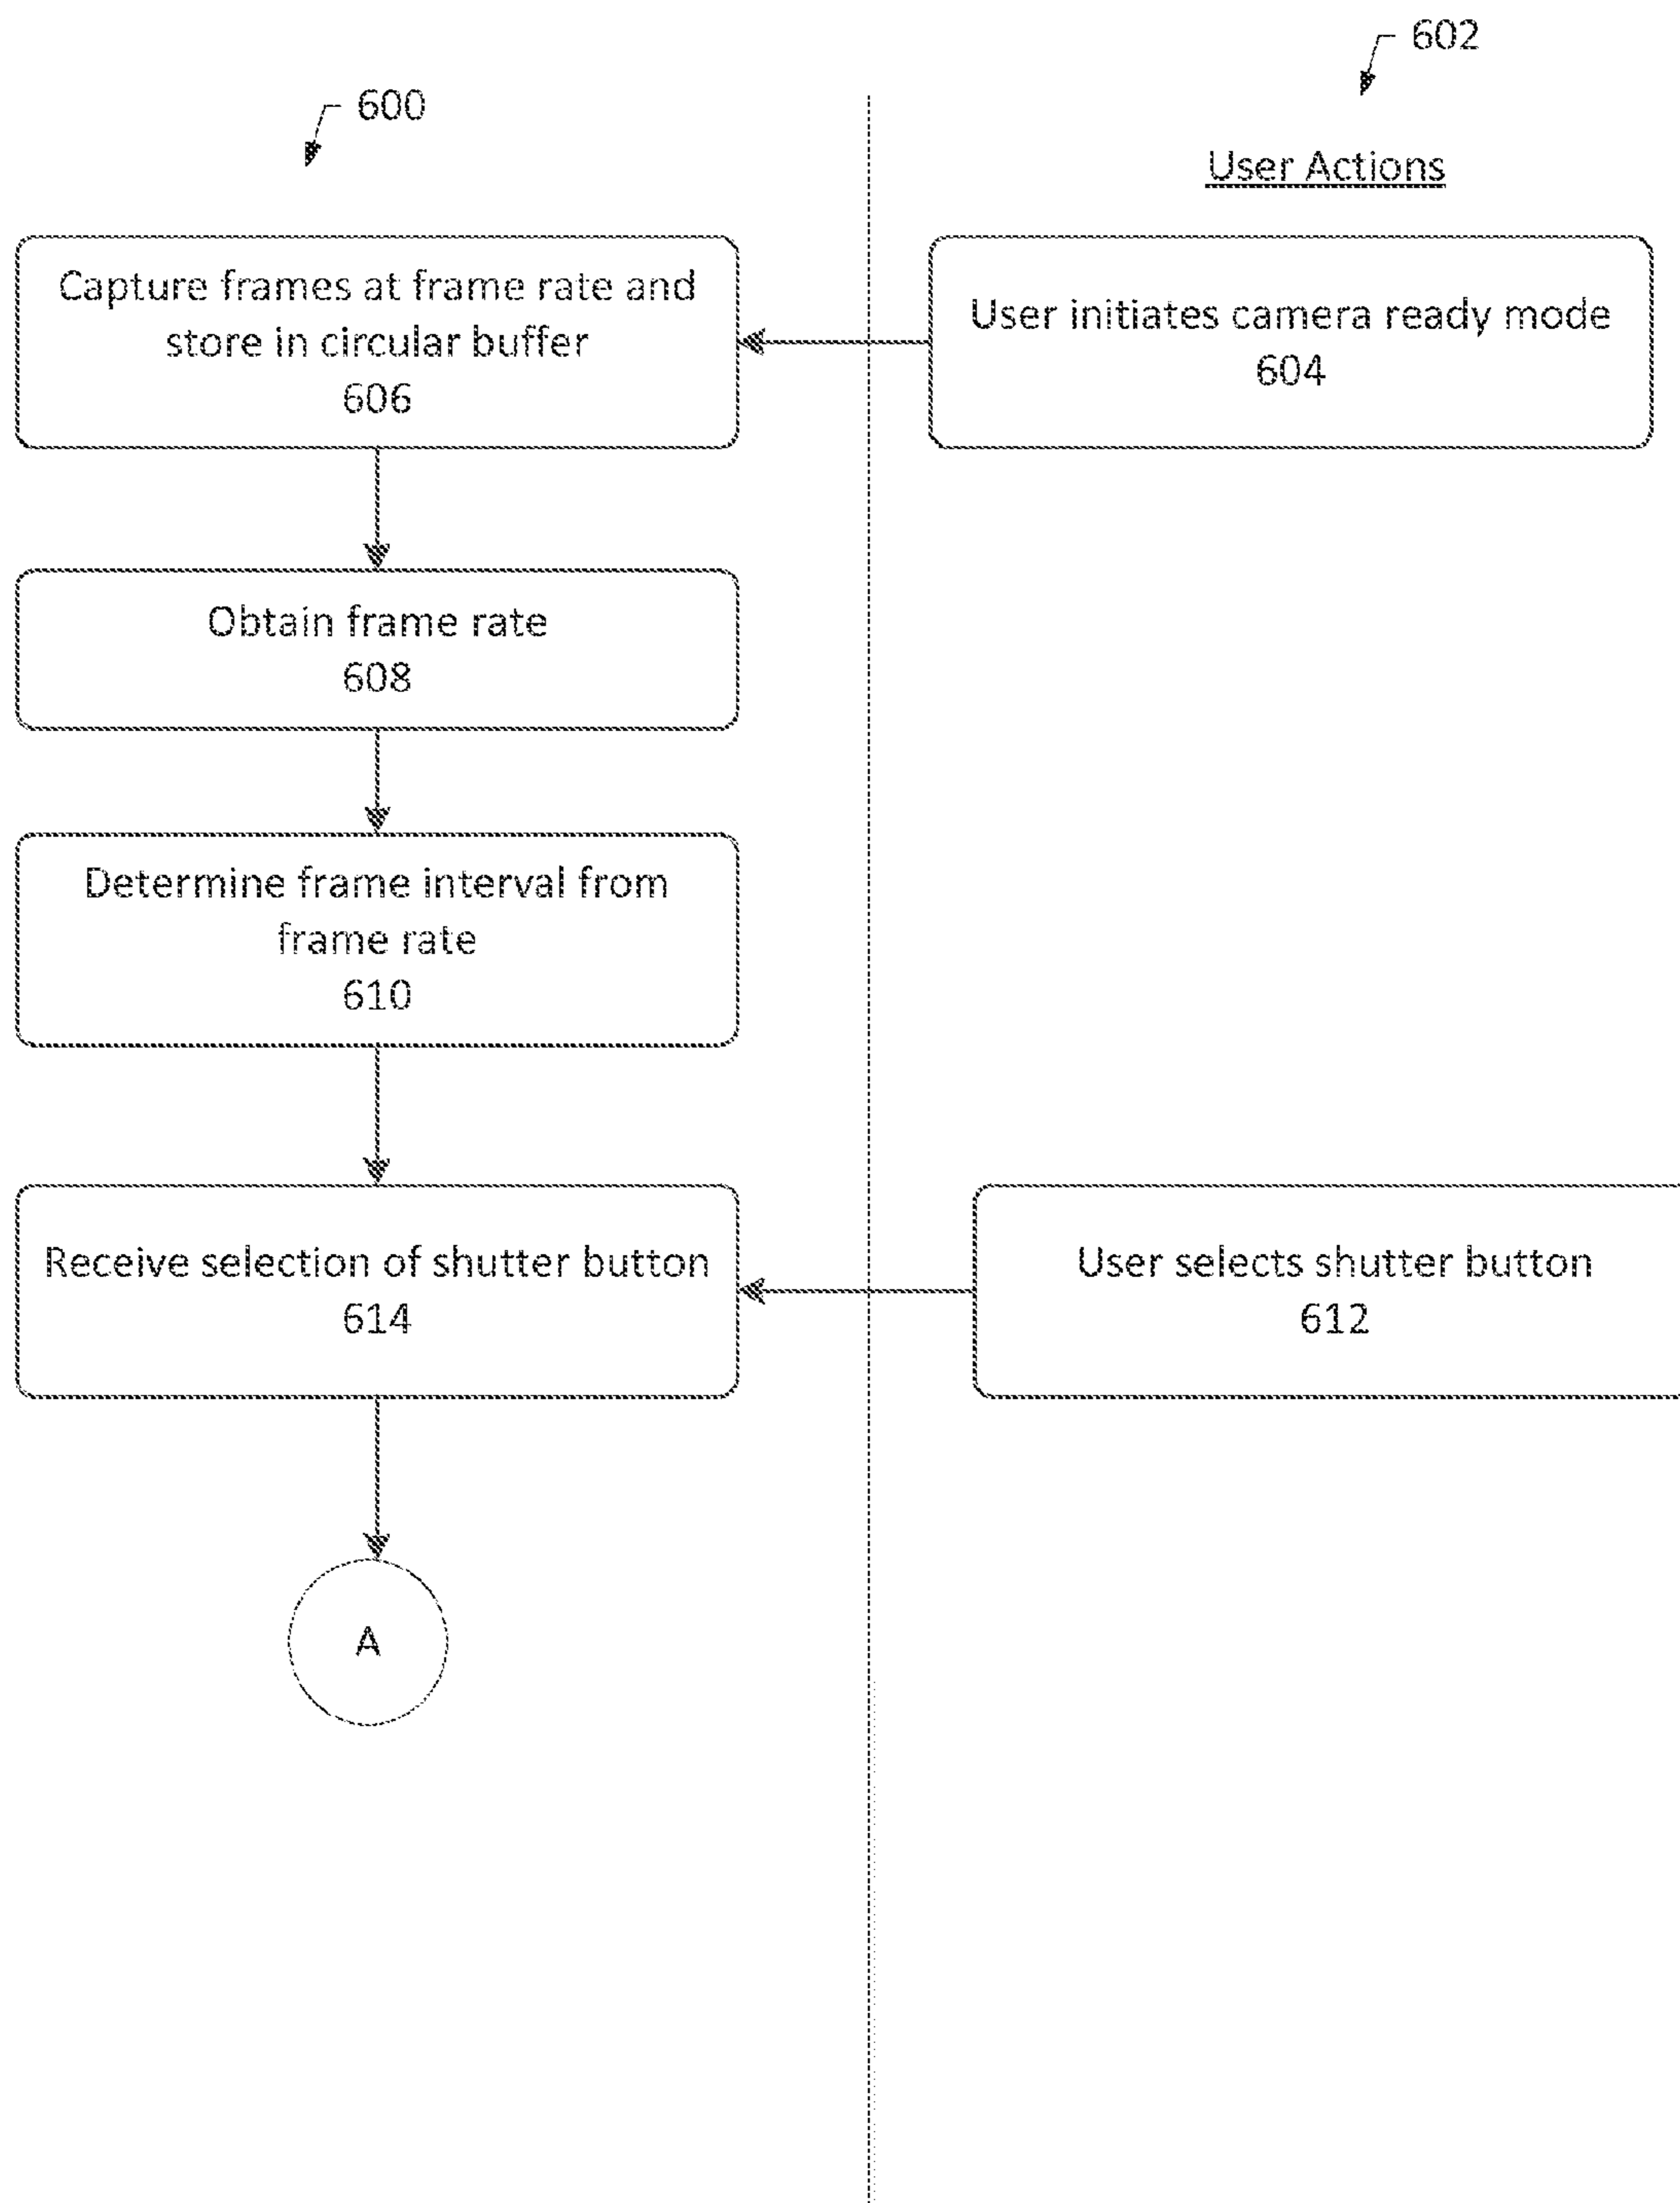 602
600
User Actions
Capture frames at frame rate and
store in circular buffer
606
User initiates camera ready mode
604
Obtain frame rate
608
Determine frame interval from
frame rate
610
Receive selection of shutter button
614
User selects shutter button
612
A